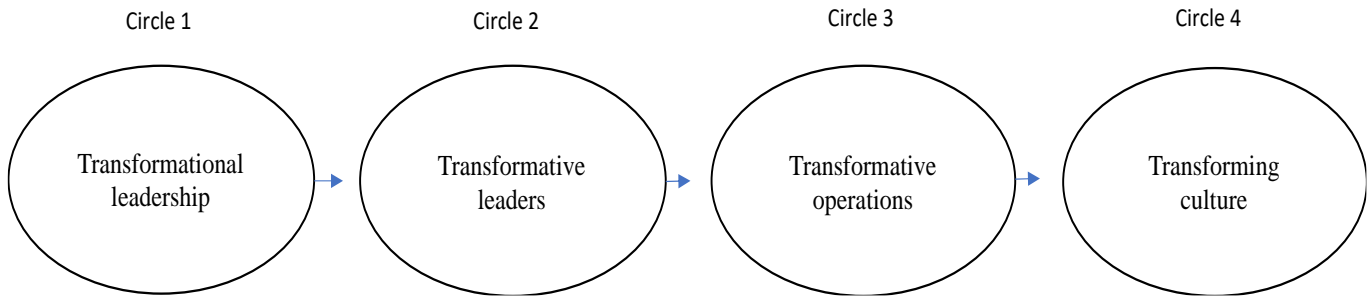 Circle 1
Circle 2
Circle 3
Circle 4
Transformational
leadership
Transformative
leaders
Transformative
operations
Transforming
culture